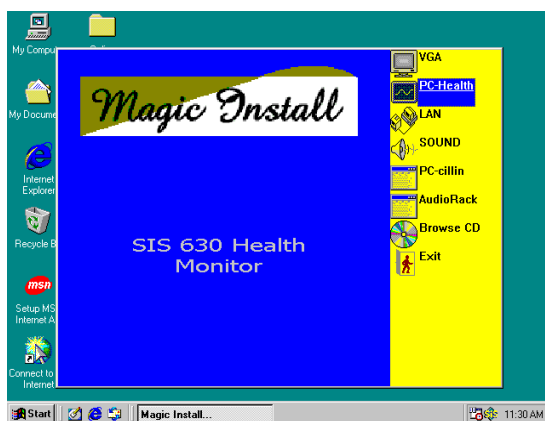 My Compu
My Docume
Internet
Explorer
Recycle B
msn
Setup MS
Internet A
Connect to
Internet
Magic Install
SIS 630 Health
Monitor
VGA
PC-Health
LAN
SOUND
PC-cillin
AudioRack
Browse CD
Exit
Start
Magic Install...
11:30 AM